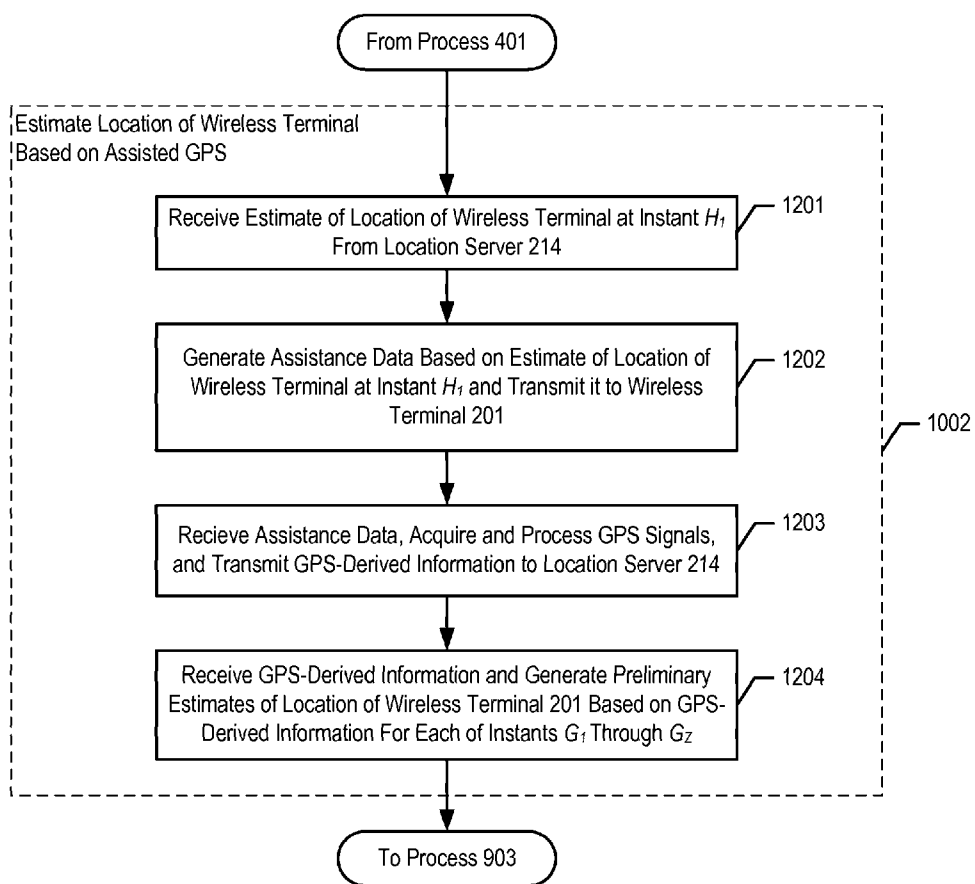 From Process 401
Estimate Location of Wireless Terminal
Based on Assisted GPS
1201
Receive Estimate of Location of Wireless Terminal at Instant H₁
From Location Server 214
1202
Generate Assistance Data Based on Estimate of Location of
Wireless Terminal at Instant H₁ and Transmit it to Wireless
Terminal 201
1002
1203
Recieve Assistance Data, Acquire and Process GPS Signals,
and Transmit GPS-Derived Information to Location Server 214
1204
Receive GPS-Derived Information and Generate Preliminary
Estimates of Location of Wireless Terminal 201 Based on GPS-
Derived Information For Each of Instants G₁ Through G_Z
To Process 903